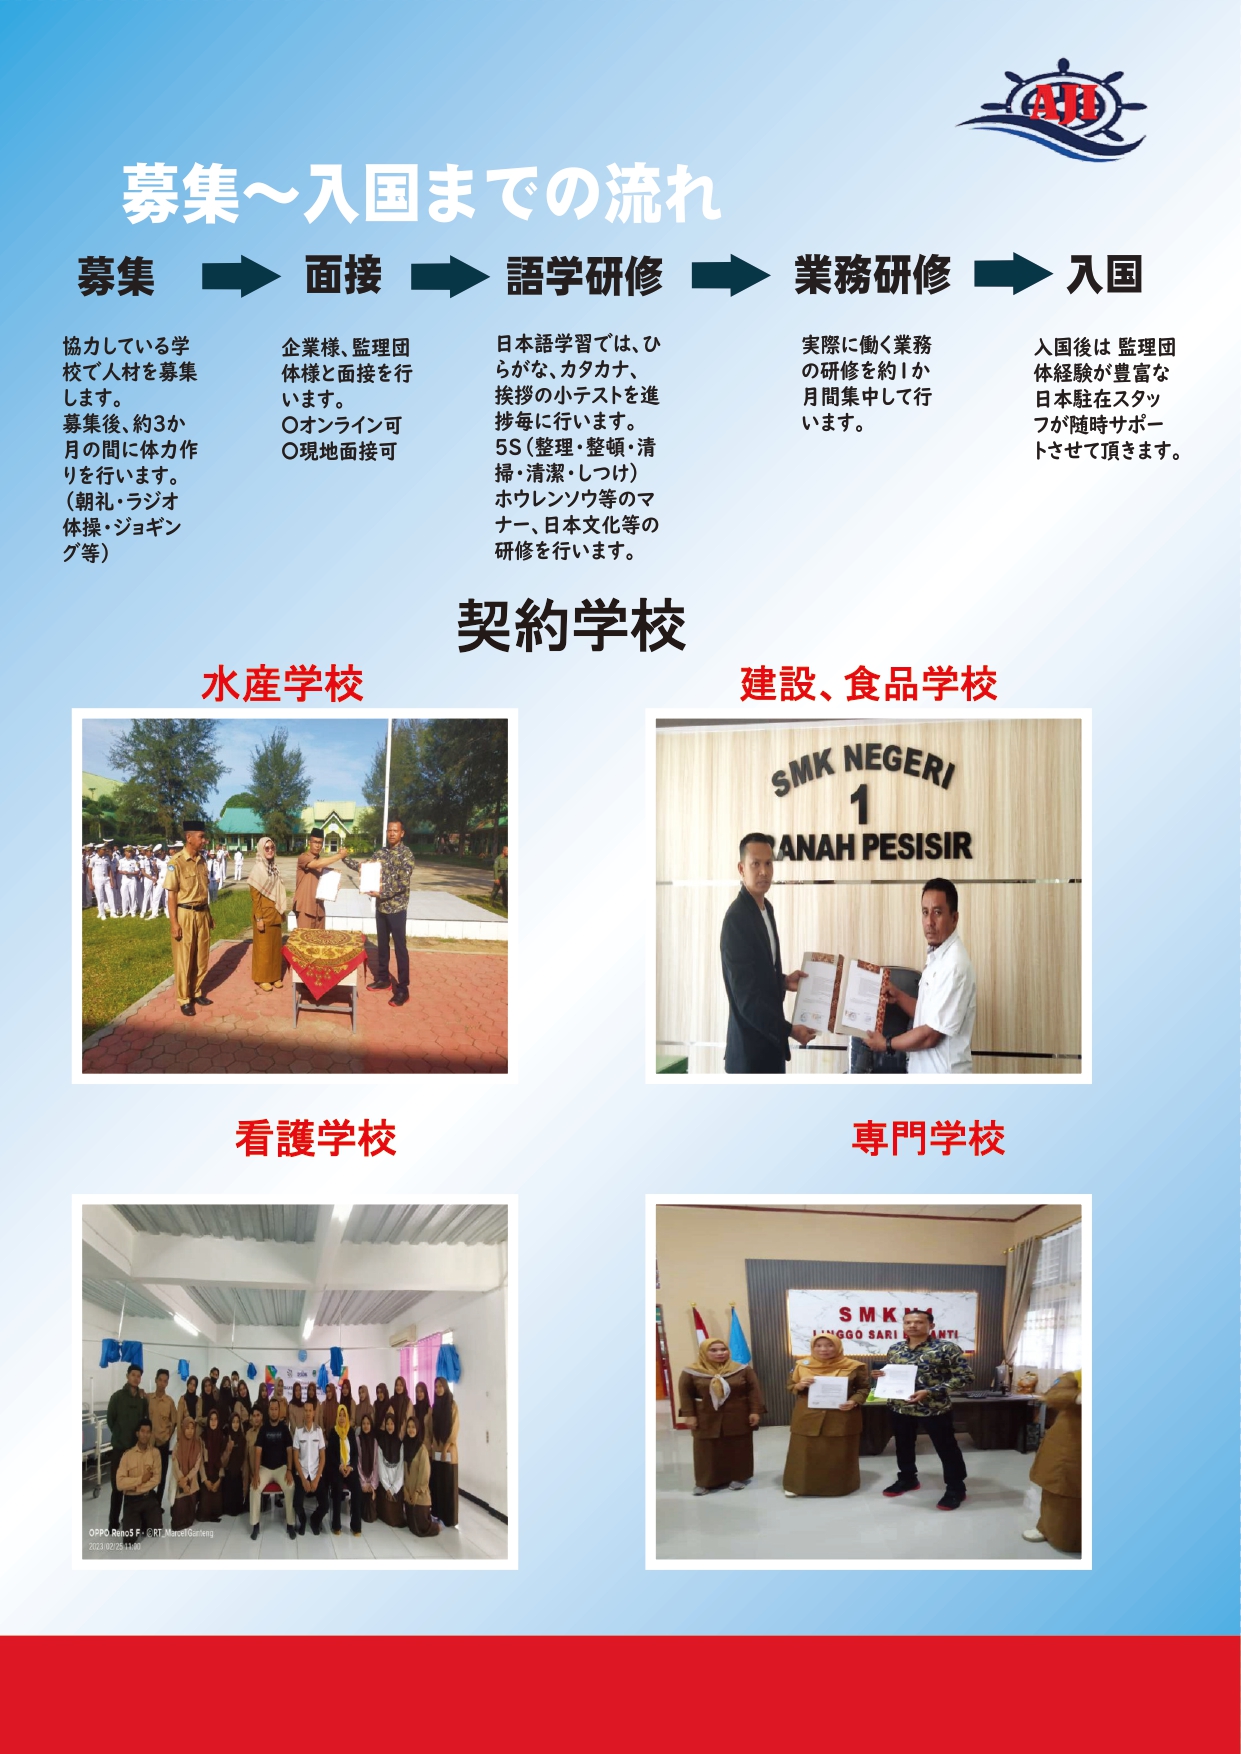 AJI
募集～入国までの流れ
募集
面接
語学研修
業務研修
入国
協力している学
校で人材を募集
します。
募集後、約3か
月の間に体力作
りを行います。
（朝礼・ラジオ
体操・ジョギン
グ等）
企業様、監理団
体様と面接を行
います。
〇オンライン可
〇現地面接可
日本語学習では、ひ
らがな、カタカナ、
挨拶の小テストを進
捗毎に行います。
5S（整理・整頓・清
掃・清潔・しつけ）
ホウレンソウ等のマ
ナー、日本文化等の
研修を行います。
実際に働く業務
の研修を約1か
月間集中して行
います。
入国後は 監理団
体経験が豊富な
日本駐在スタッ
フが随時サポー
トさせて頂きます。
契約学校
水産学校
建設、食品学校
SMK NEGERI
1
RANAH PESISIR
看護学校
専門学校
OPPO Reno5 F · ©RT_MarcellGanteng
2023/02/25 11:00
SMK N 1
LINGGO SARI